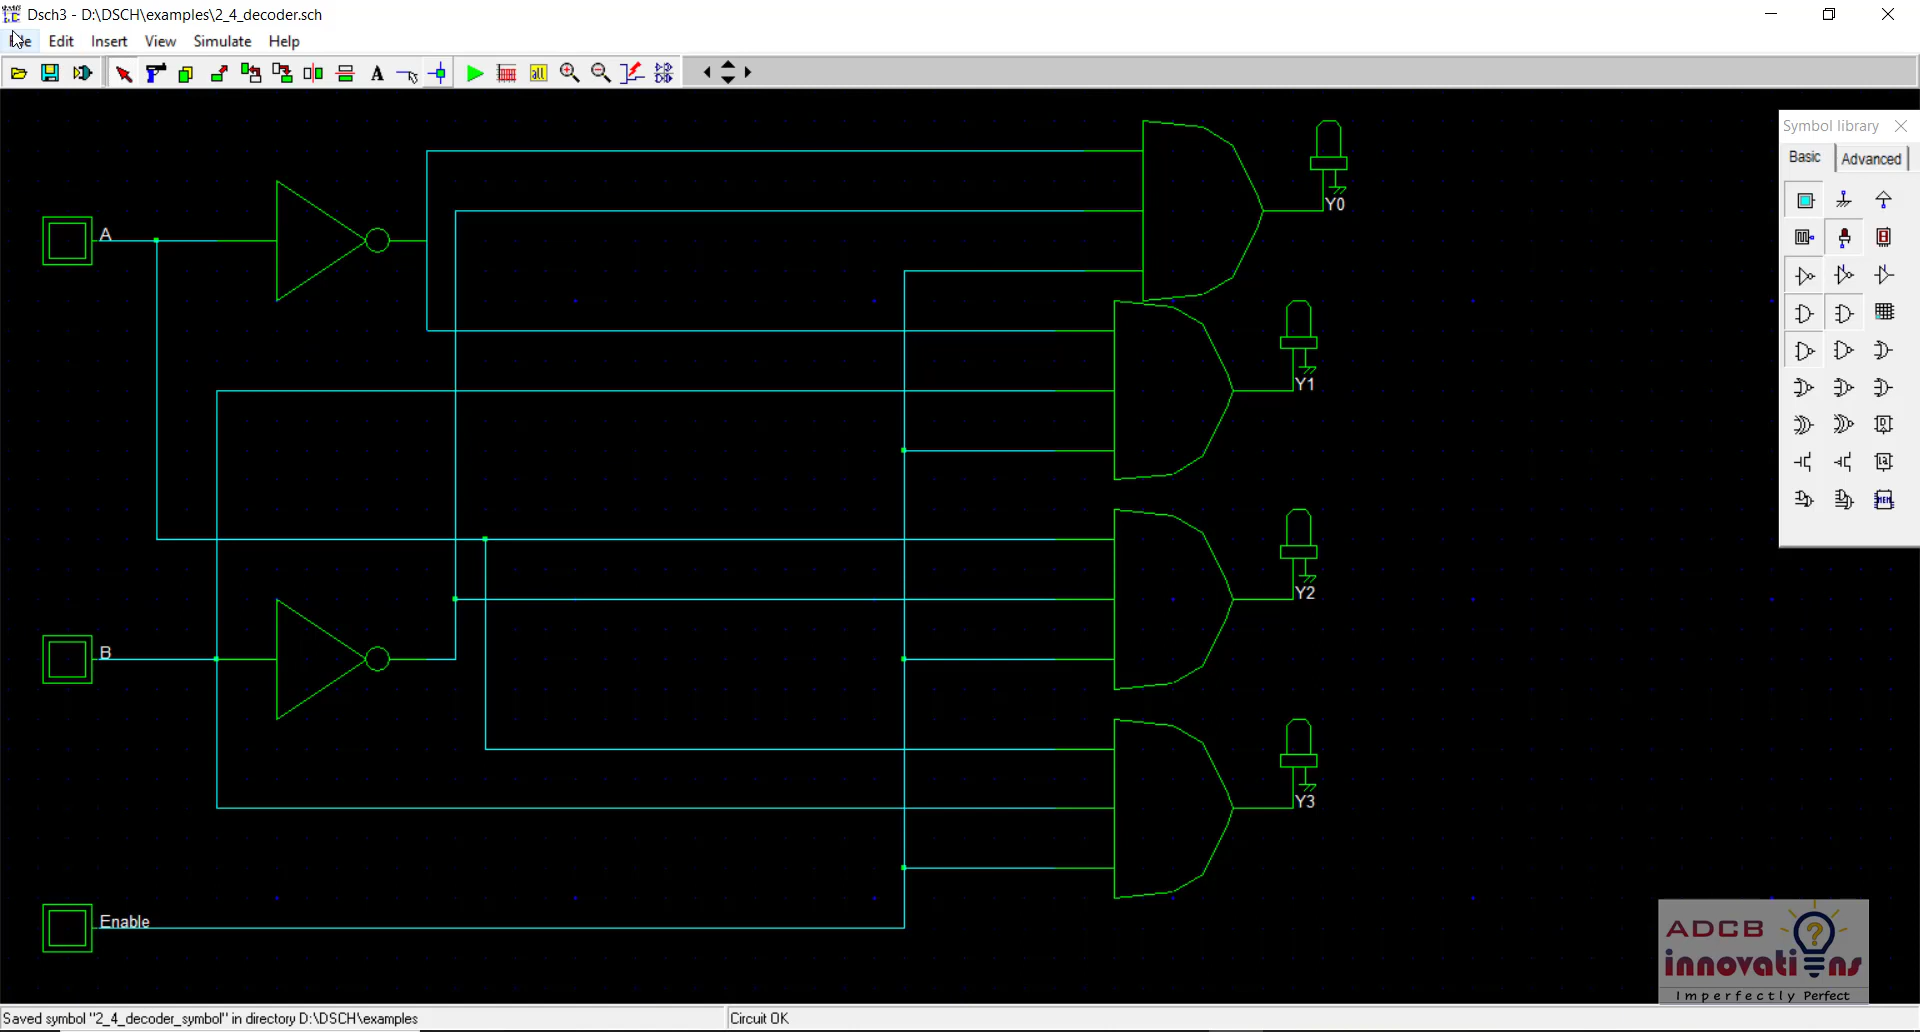 Dsch3 - D:\DSCH\examples\2_4_decoder.sch
Edit Insert View Simulate Help
A
all
Symbol library
Basic Advanced
A
Y0
Y1
Y2
B
Y3
Enable
ADCB
innovations
Imperfectly Perfect
Saved symbol "2_4_decoder_symbol" in directory D:\DSCH\examples
Circuit OK